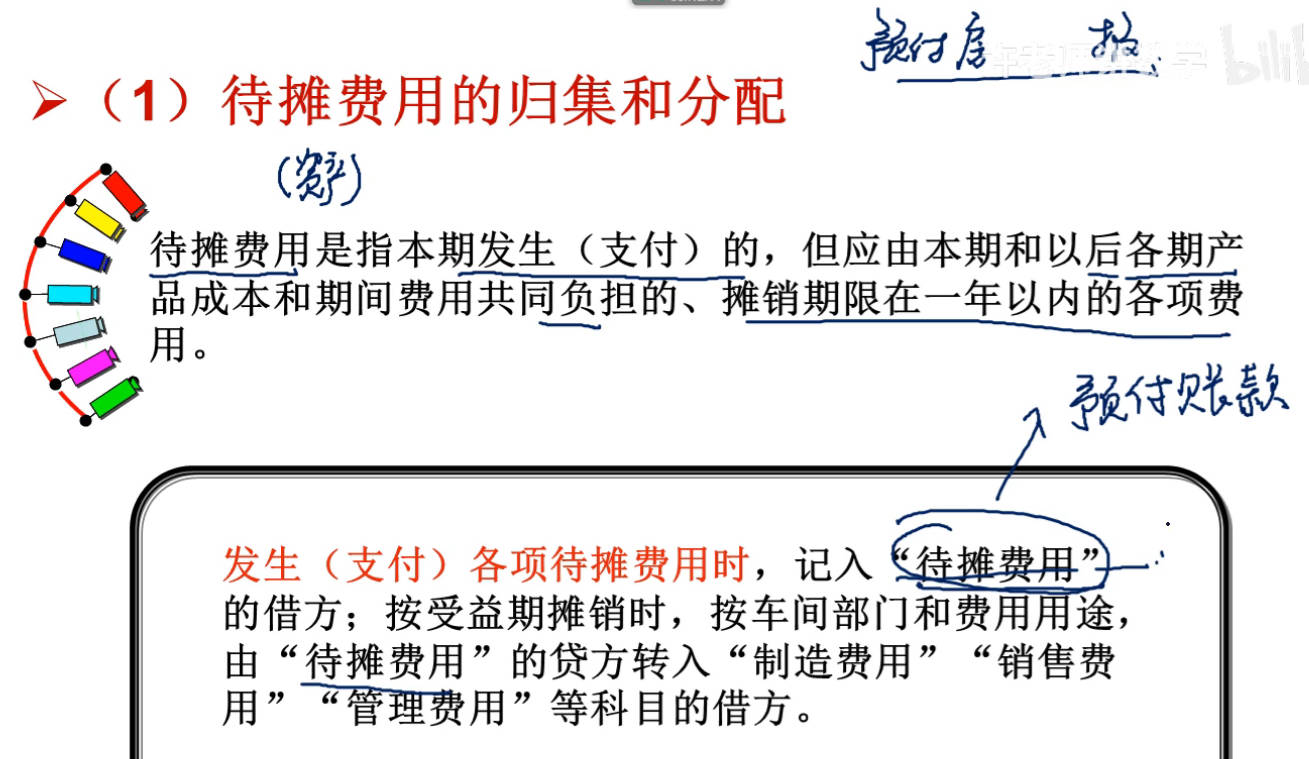 预付房
（1）待摊费用的归集和分配
(资产)
待摊费用是指本期发生（支付）的，但应由本期和以后各期产
品成本和期间费用共同负担的、摊销期限在一年以内的各项费
用。
预付账款
发生（支付）各项待摊费用时，记入“待摊费用”
的借方；按受益期摊销时，按车间部门和费用用途，
由“待摊费用”的贷方转入“制造费用”“销售费
用”“管理费用”等科目的借方。